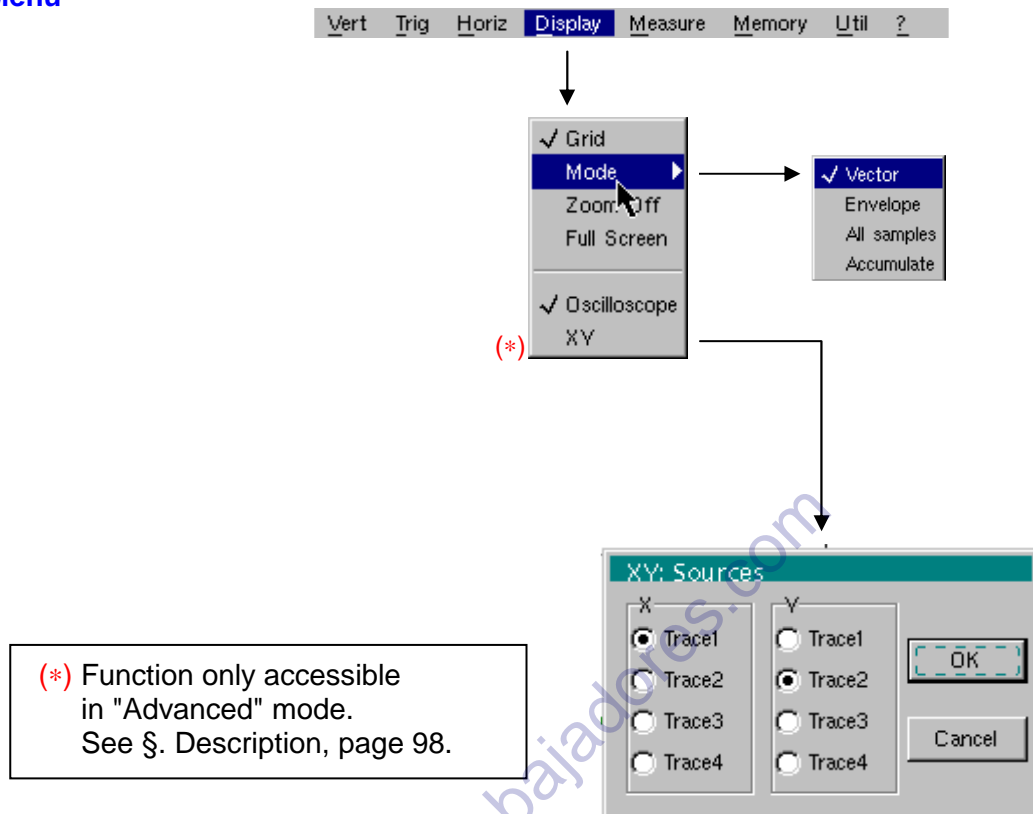 Vert Trig Horiz Display Measure Memory Util ?
✓ Grid
Mode
Zoom Off
Full Screen
✓ Oscilloscope
(*) XY
✓ Vector
Envelope
All samples
Accumulate
XY: Sources
X Y
Trace1 Trace1
Trace2 Trace2
Trace3 Trace3
Trace4 Trace4
OK
Cancel
(*) Function only accessible
in "Advanced" mode.
See §. Description, page 98.